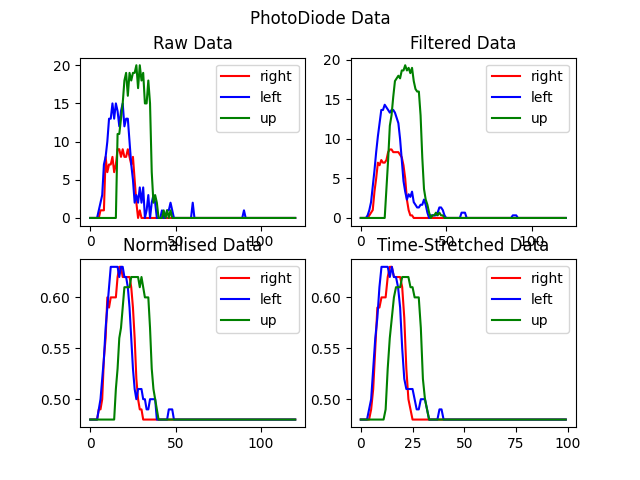 PhotoDiode Data
Raw Data
Filtered Data
20
15
10
5
0
right
left
up
0
50
100
20
15
10
5
0
right
left
up
0
50
100
Normalised Data
Time-Stretched Data
0.60
0.55
0.50
right
left
up
0
50
100
0.60
0.55
0.50
right
left
up
0
25
50
75
100